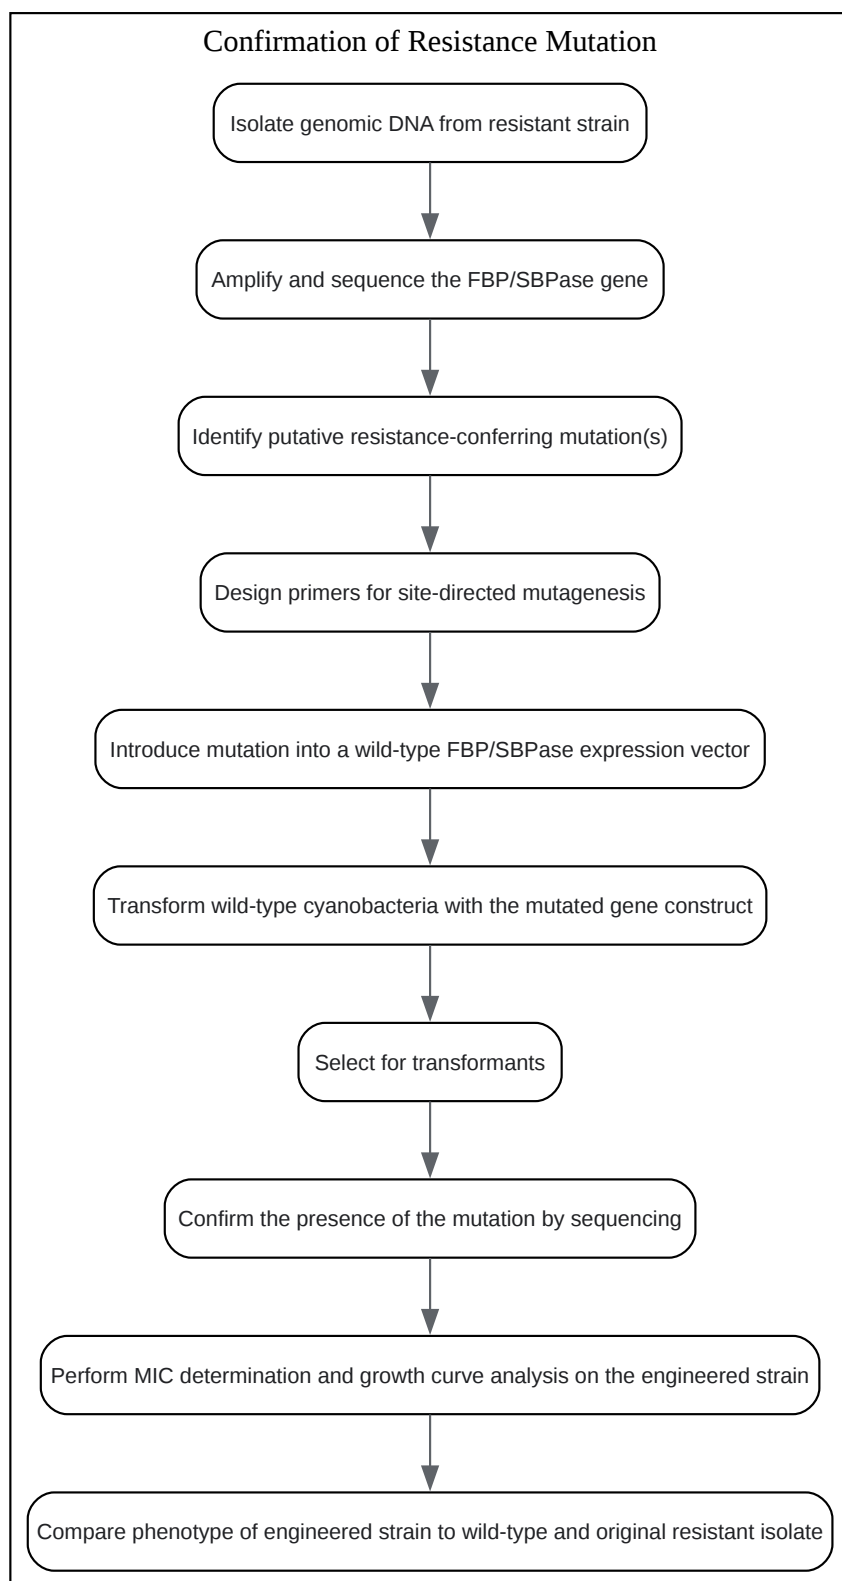 Confirmation of Resistance Mutation
Isolate genomic DNA from resistant strain
Amplify and sequence the FBP/SBPase gene
Identify putative resistance-conferring mutation(s)
Design primers for site-directed mutagenesis
Introduce mutation into a wild-type FBP/SBPase expression vector
Transform wild-type cyanobacteria with the mutated gene construct
Select for transformants
Confirm the presence of the mutation by sequencing
Perform MIC determination and growth curve analysis on the engineered strain
Compare phenotype of engineered strain to wild-type and original resistant isolate